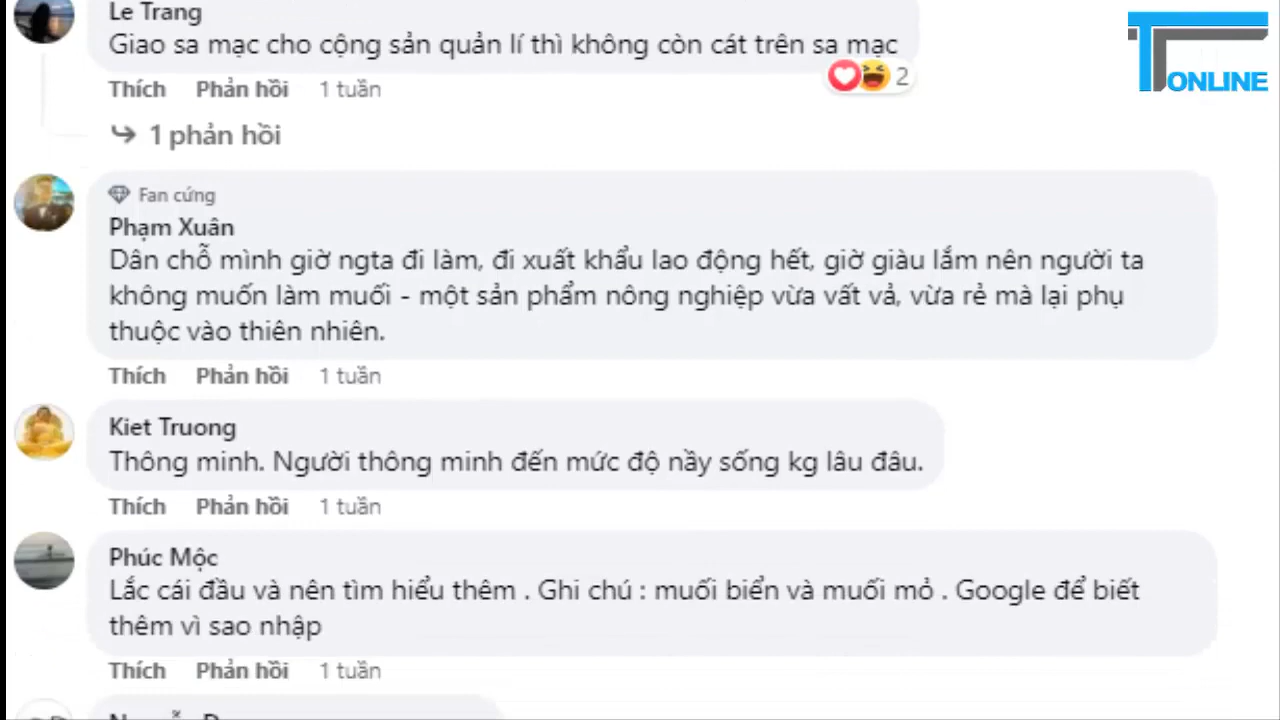 Le Trang
Giao sa mạc cho cộng sản quản lí thì không còn cát trên sa mạc
Thích Phản hồi 1 tuần
2
1 phản hồi
TT ONLINE
Fan cứng
Phạm Xuân
Dân chỗ mình giờ ngta đi làm, đi xuất khẩu lao động hết, giờ giàu lắm nên người ta
không muốn làm muối - một sản phẩm nông nghiệp vừa vất vả, vừa rẻ mà lại phụ
thuộc vào thiên nhiên.
Thích Phản hồi 1 tuần
Kiet Truong
Thông minh. Người thông minh đến mức độ nầy sống kg lâu đâu.
Thích Phản hồi 1 tuần
Phúc Mộc
Lắc cái đầu và nên tìm hiểu thêm . Ghi chú : muối biển và muối mỏ . Google để biết
thêm vì sao nhập
Thích Phản hồi 1 tuần